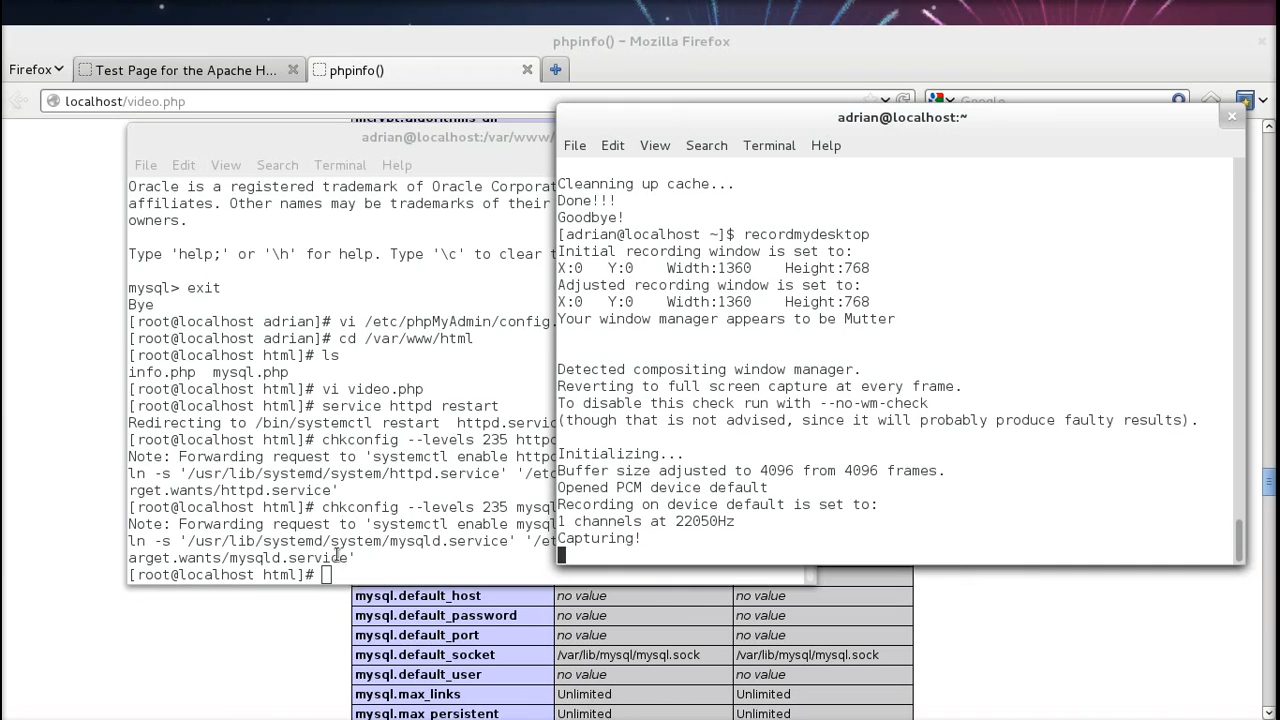 phpinfo() - Mozilla Firefox
Firefox
Test Page for the Apache H...
phpinfo()
localhost/video.php
Google
adrian@localhost:/var/www/
File Edit View Search Terminal Help
Oracle is a registered trademark of Oracle Corporat
affiliates. Other names may be trademarks of their
owners.
Type 'help;' or '\h' for help. Type '\c' to clear t
mysql> exit
Bye
[root@localhost adrian]# vi /etc/phpMyAdmin/config.
[root@localhost adrian]# cd /var/www/html
[root@localhost html]# ls
info.php mysql.php
[root@localhost html]# vi video.php
[root@localhost html]# service httpd restart
Redirecting to /bin/systemctl restart httpd.servic
[root@localhost html]# chkconfig --levels 235 httpd
Note: Forwarding request to 'systemctl enable httpd
ln -s '/usr/lib/systemd/system/httpd.service' '/etc
rget.wants/httpd.service'
[root@localhost html]# chkconfig --levels 235 mysql
Note: Forwarding request to 'systemctl enable mysql
ln -s '/usr/lib/systemd/system/mysqld.service' '/et
arget.wants/mysqld.service'
[root@localhost html]#
adrian@localhost:~
File Edit View Search Terminal Help
Cleanning up cache...
Done!!!
Goodbye!
[adrian@localhost ~]$ recordmydesktop
Initial recording window is set to:
X:0 Y:0 Width:1360 Height:768
Adjusted recording window is set to:
X:0 Y:0 Width:1360 Height:768
Your window manager appears to be Mutter
Detected compositing window manager.
Reverting to full screen capture at every frame.
To disable this check run with --no-wm-check
(though that is not advised, since it will probably produce faulty results).
Initializing...
Buffer size adjusted to 4096 from 4096 frames.
Opened PCM device default
Recording on device default is set to:
1 channels at 22050Hz
Capturing!
mysql.default_host no value no value
mysql.default_password no value no value
mysql.default_port no value no value
mysql.default_socket /var/lib/mysql/mysql.sock /var/lib/mysql/mysql.sock
mysql.default_user no value no value
mysql.max_links Unlimited Unlimited
mysql.max_persistent Unlimited Unlimited